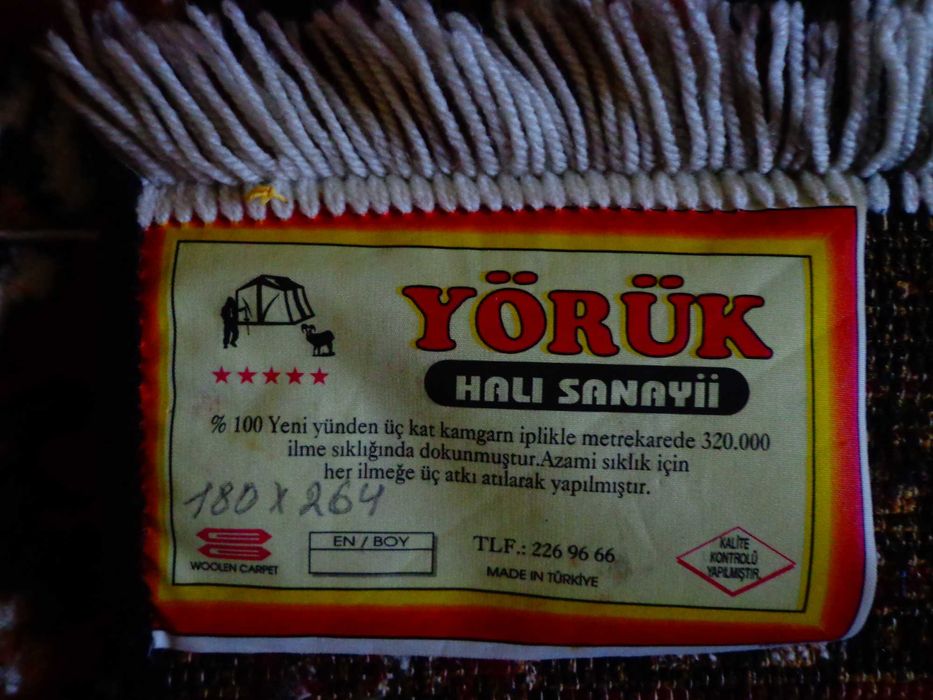 YÖRÜK
HALI SANAYİİ
% 100 Yeni yünden üç kat kamgarn iplikle metrekarede 320.000
ilme sıklığında dokunmuştur.Azami sıklık için
her ilmeğe üç atkı atılarak yapılmıştır.
180 x 264
WOOLEN CARPET
EN / BOY
TLF.: 226 96 66
MADE IN TÜRKİYE
KALİTE
KONTROLÜ
YAPILMIŞTIR.